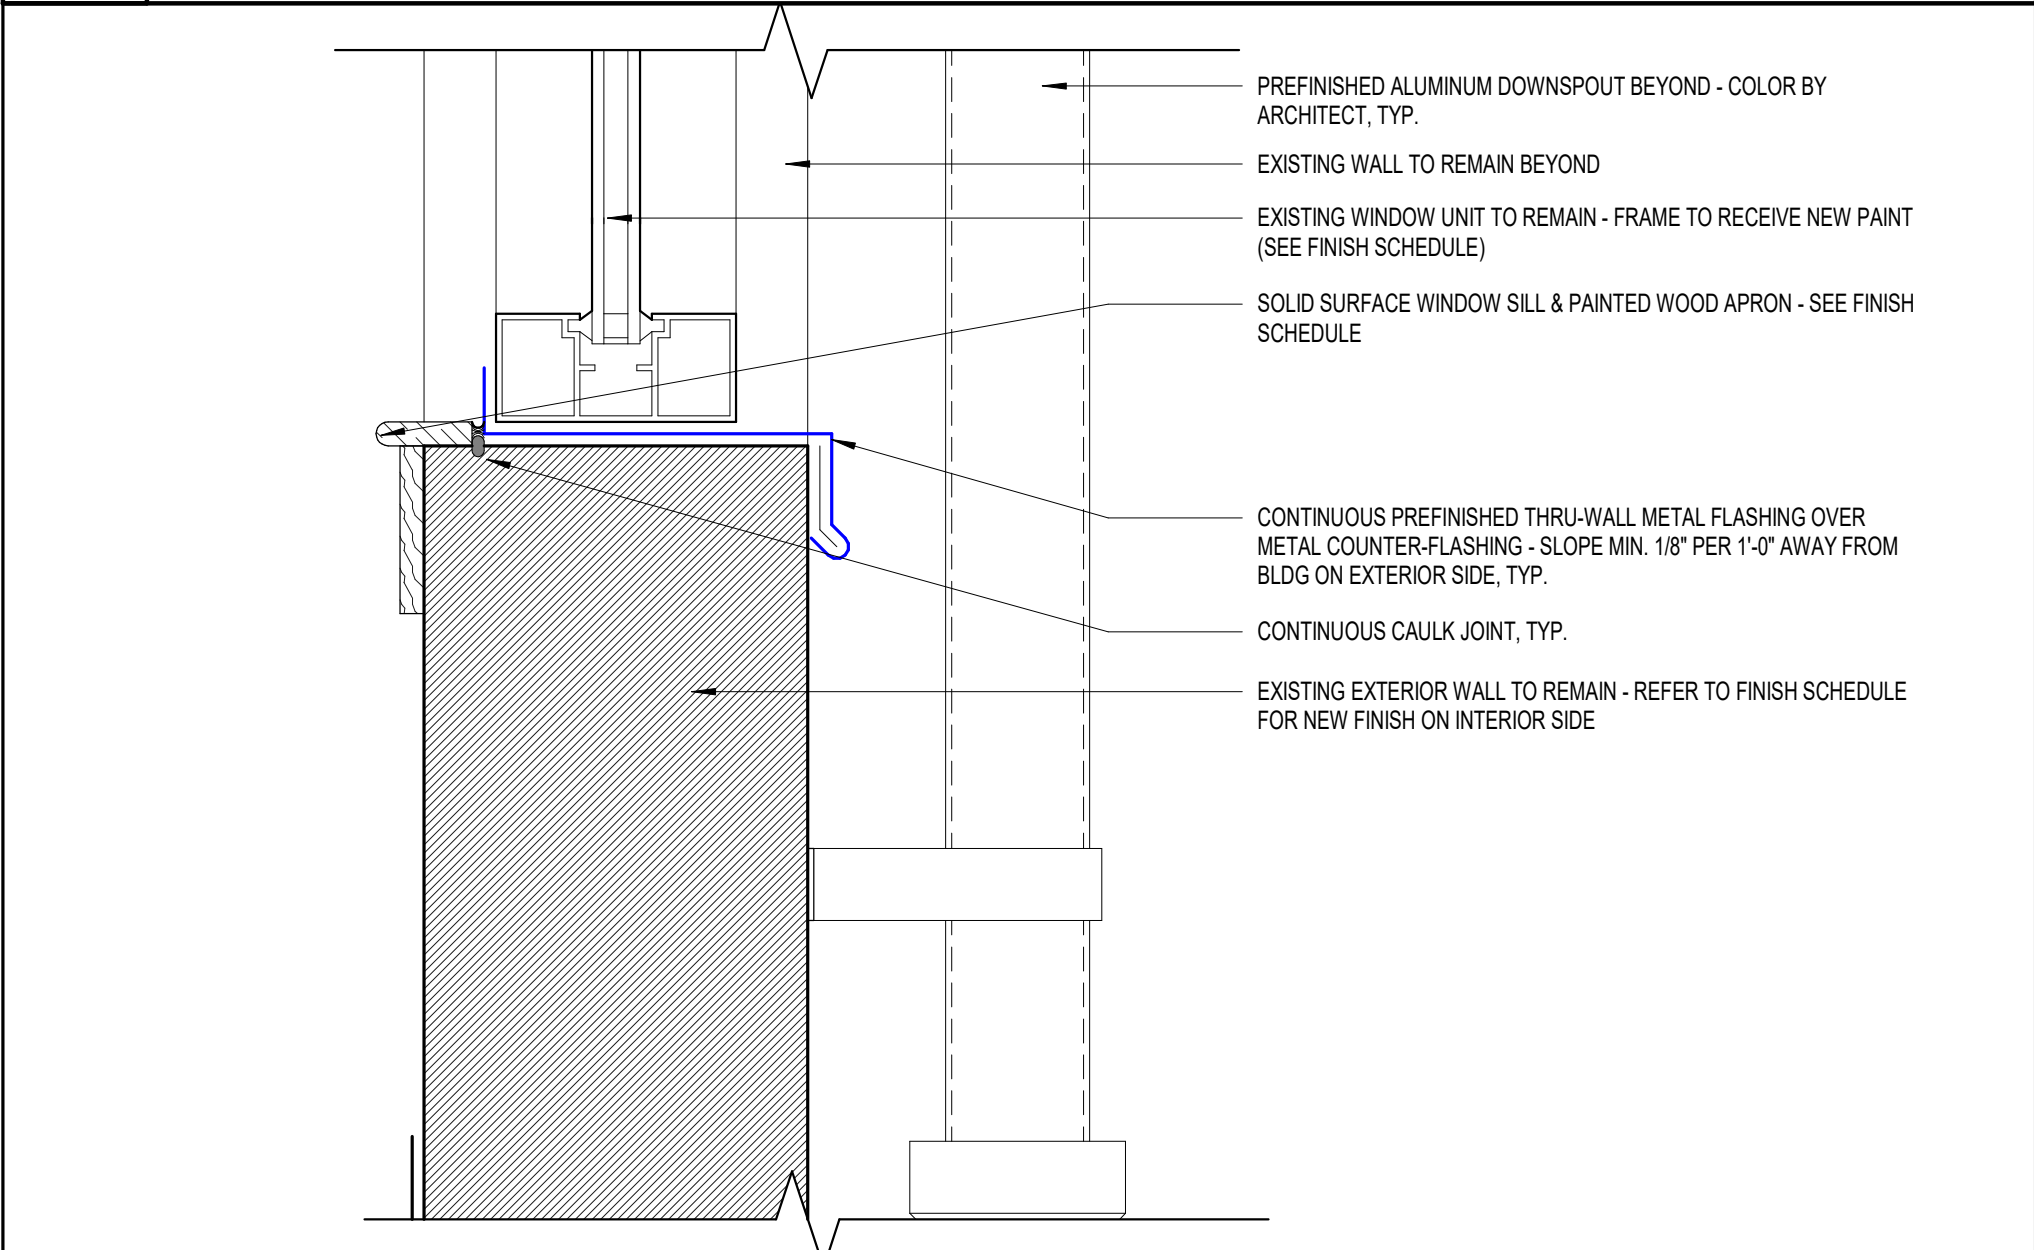 PREFINISHED ALUMINUM DOWNSPOUT BEYOND - COLOR BY
ARCHITECT, TYP.
EXISTING WALL TO REMAIN BEYOND
EXISTING WINDOW UNIT TO REMAIN - FRAME TO RECEIVE NEW PAINT
(SEE FINISH SCHEDULE)
SOLID SURFACE WINDOW SILL & PAINTED WOOD APRON - SEE FINISH
SCHEDULE
CONTINUOUS PREFINISHED THRU-WALL METAL FLASHING OVER
METAL COUNTER-FLASHING - SLOPE MIN. 1/8" PER 1'-0" AWAY FROM
BLDG ON EXTERIOR SIDE, TYP.
CONTINUOUS CAULK JOINT, TYP.
EXISTING EXTERIOR WALL TO REMAIN - REFER TO FINISH SCHEDULE
FOR NEW FINISH ON INTERIOR SIDE